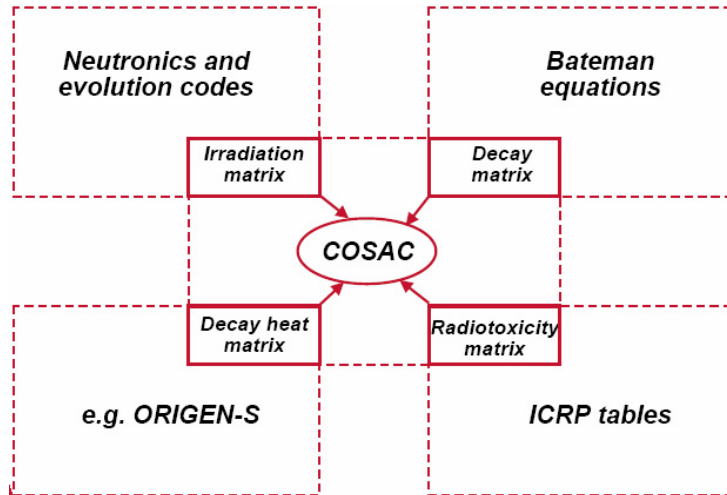 Neutronics and
evolution codes
Bateman
equations
Irradiation
matrix
Decay
matrix
COSAC
Decay heat
matrix
Radiotoxicity
matrix
e.g. ORIGEN-S
ICRP tables